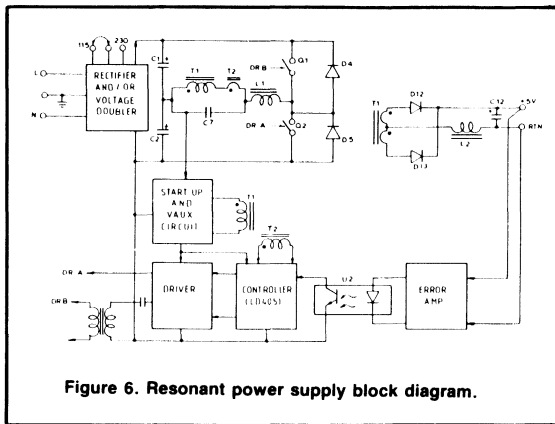 115 230
L
N
RECTIFIER
AND/OR
VOLTAGE
DOUBLER
C1
C2
T1
T2
C7
L1
DR B
Q1
DR A
Q2
D4
D5
T1
D12
D13
L2
C12
+5V
RTN
START UP
AND
VAUX
CIRCUIT
T1
T2
DR A
DR B
DRIVER
CONTROLLER
(LD405)
U2
ERROR
AMP
Figure 6. Resonant power supply block diagram.